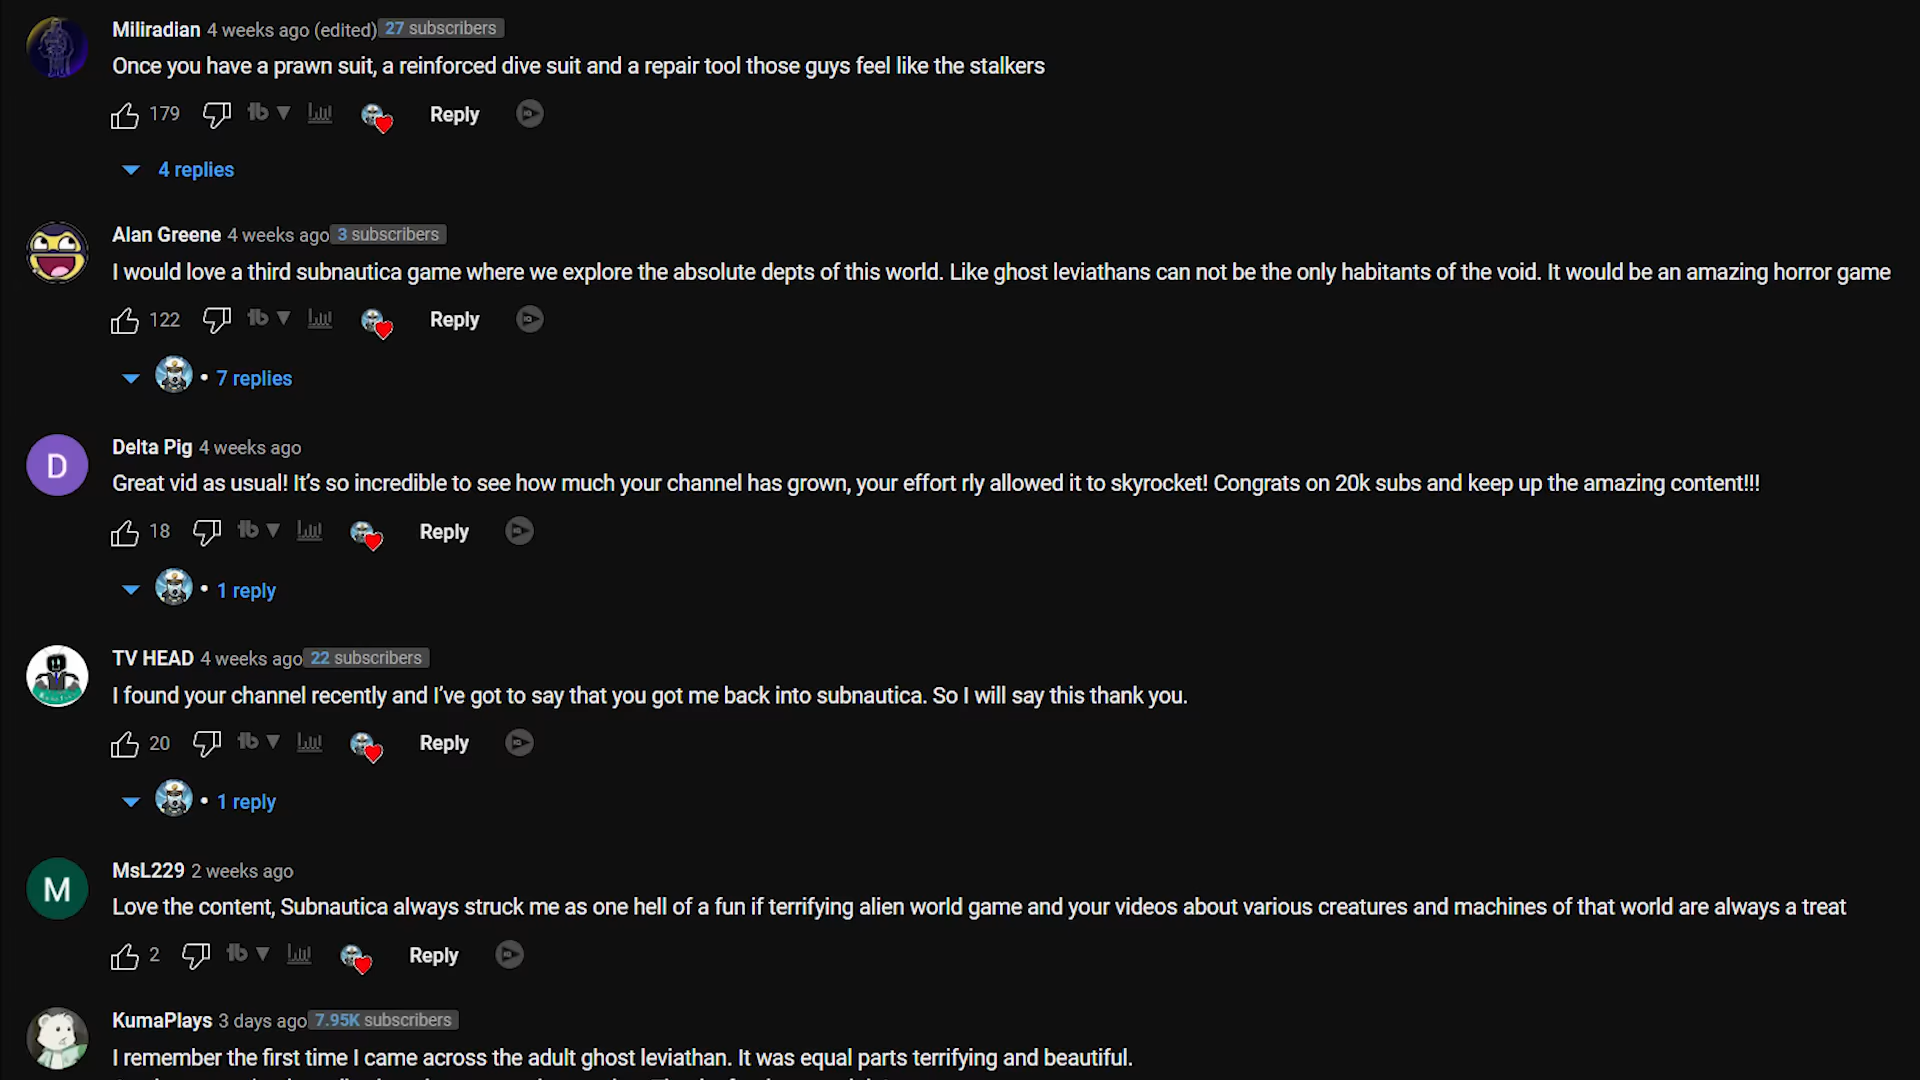 Miliradian 4 weeks ago (edited) 27 subscribers
Once you have a prawn suit, a reinforced dive suit and a repair tool those guys feel like the stalkers
179 Reply
4 replies
Alan Greene 4 weeks ago 3 subscribers
I would love a third subnautica game where we explore the absolute depts of this world. Like ghost leviathans can not be the only habitants of the void. It would be an amazing horror game
122 Reply
• 7 replies
D
Delta Pig 4 weeks ago
Great vid as usual! It’s so incredible to see how much your channel has grown, your effort rly allowed it to skyrocket! Congrats on 20k subs and keep up the amazing content!!!
18 Reply
• 1 reply
TV HEAD 4 weeks ago 22 subscribers
I found your channel recently and I’ve got to say that you got me back into subnautica. So I will say this thank you.
20 Reply
• 1 reply
M
MsL229 2 weeks ago
Love the content, Subnautica always struck me as one hell of a fun if terrifying alien world game and your videos about various creatures and machines of that world are always a treat
2 Reply
KumaPlays 3 days ago 7.95K subscribers
I remember the first time I came across the adult ghost leviathan. It was equal parts terrifying and beautiful.